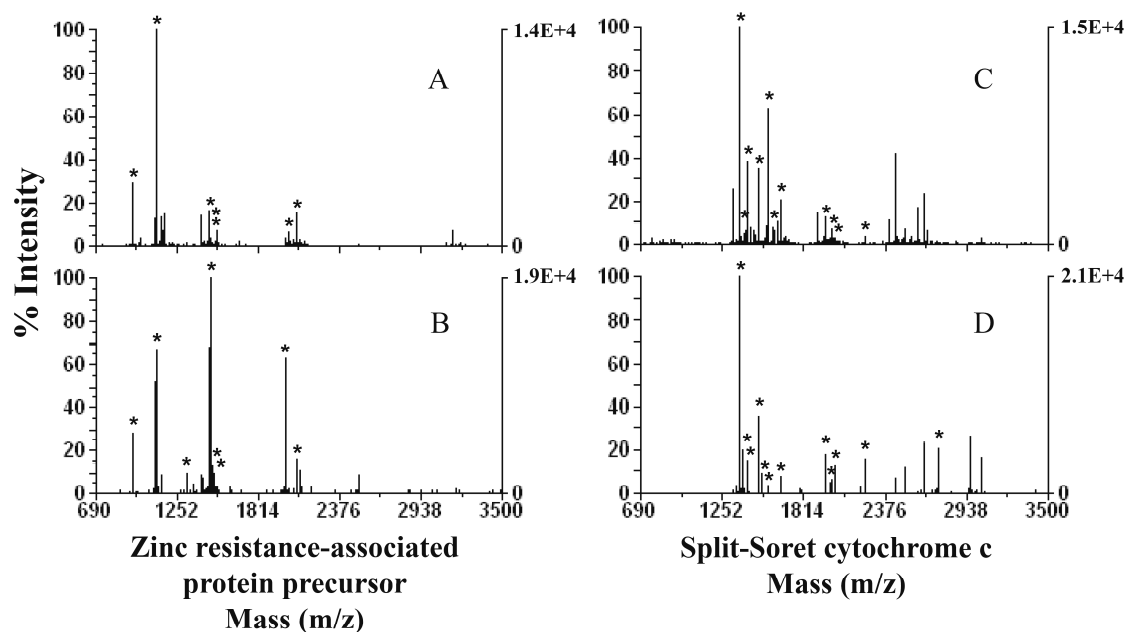 100
80
60
40
20
0
1.4E+4
0
A
* * * * * * *
100
80
60
40
20
0
1.5E+4
0
C
* * * * * * * * * * * *
% Intensity
100
80
60
40
20
0
1.9E+4
0
B
* * * * * * * *
690 1252 1814 2376 2938 3500
100
80
60
40
20
0
2.1E+4
0
D
* * * * * * * * * * * *
690 1252 1814 2376 2938 3500
Zinc resistance-associated
protein precursor
Mass (m/z)
Split-Soret cytochrome c
Mass (m/z)